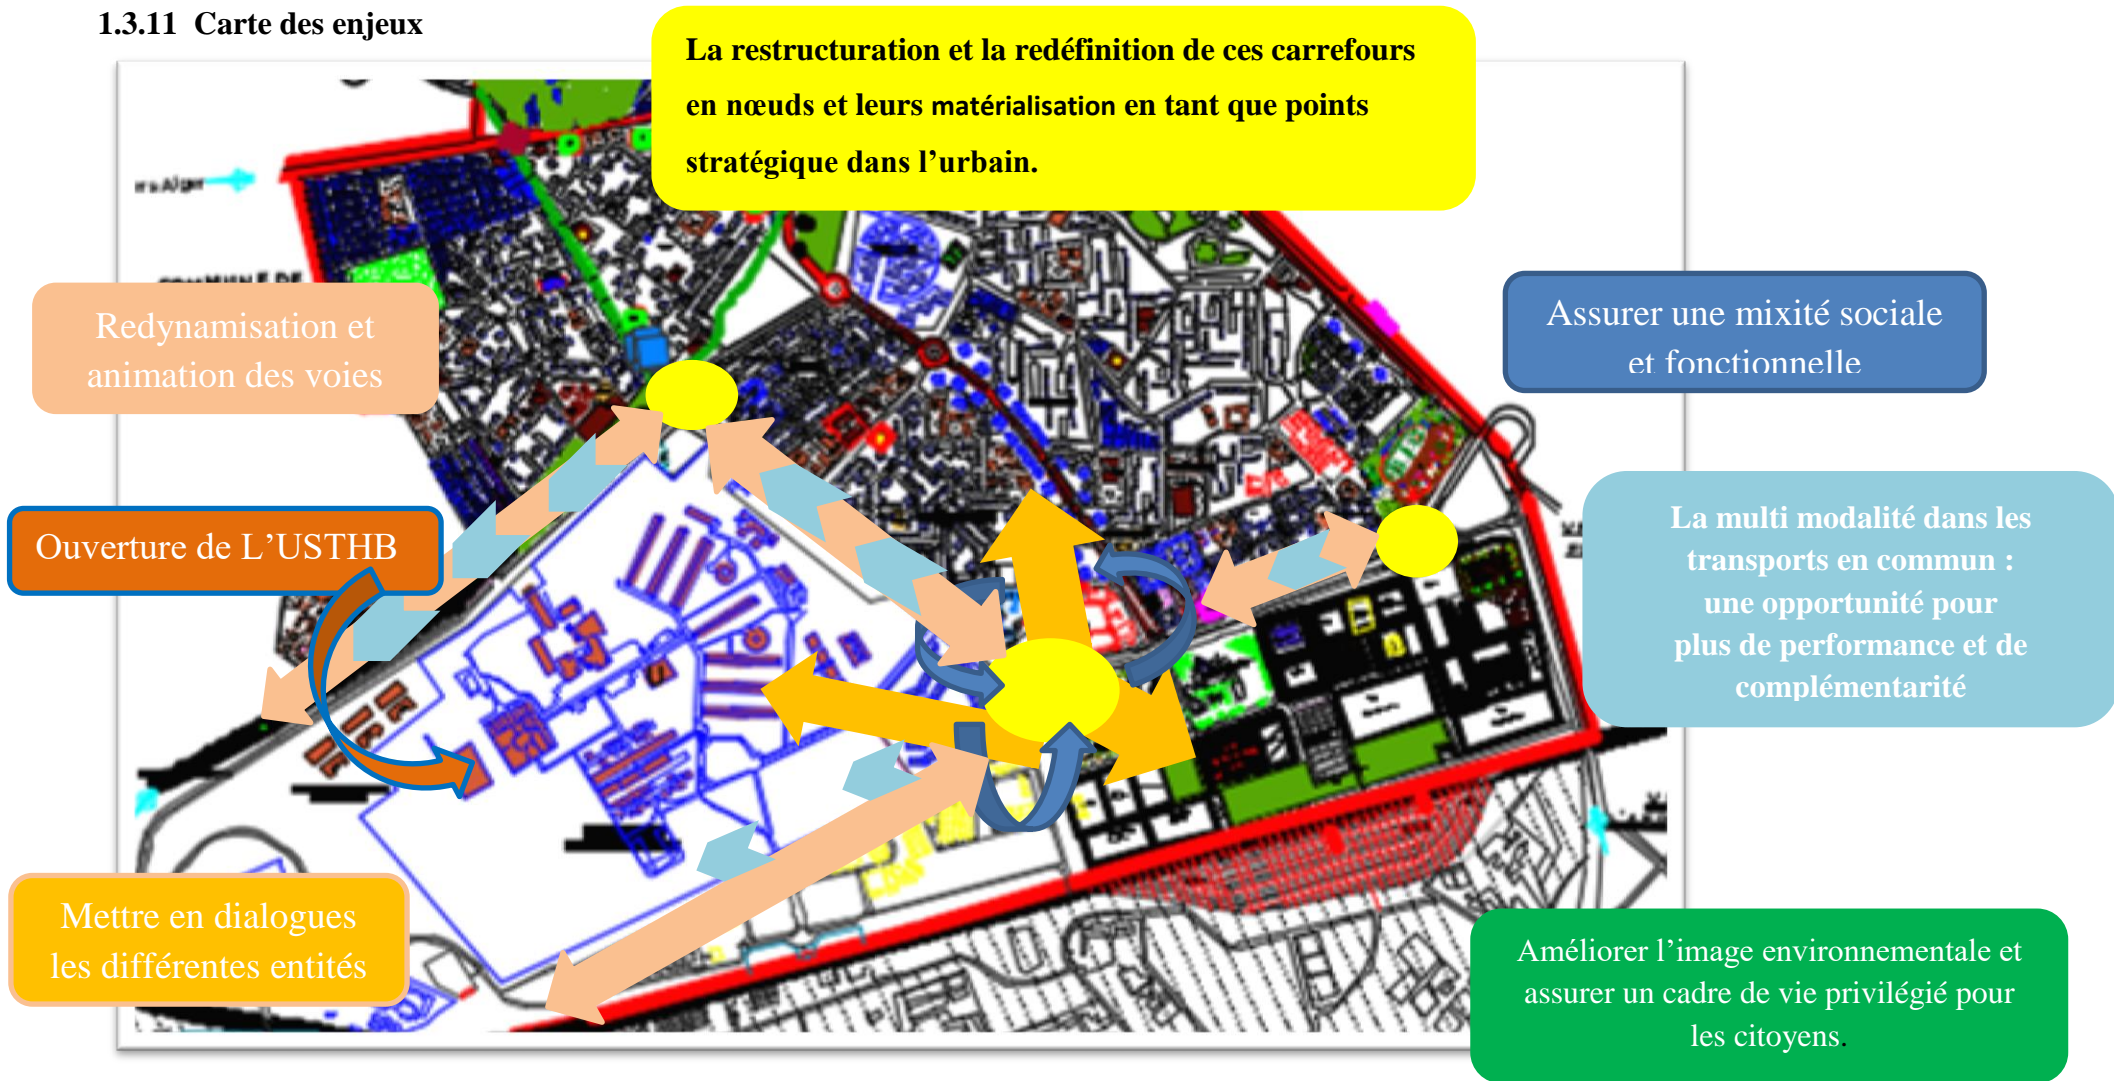 1.3.11 Carte des enjeux
La restructuration et la redéfinition de ces carrefours
en nœuds et leurs matérialisation en tant que points
stratégique dans l’urbain.
Redynamisation et
animation des voies
Assurer une mixité sociale
et fonctionnelle
Ouverture de L’USTHB
La multi modalité dans les
transports en commun :
une opportunité pour
plus de performance et de
complémentarité
Mettre en dialogues
les différentes entités
Améliorer l’image environnementale et
assurer un cadre de vie privilégié pour
les citoyens.